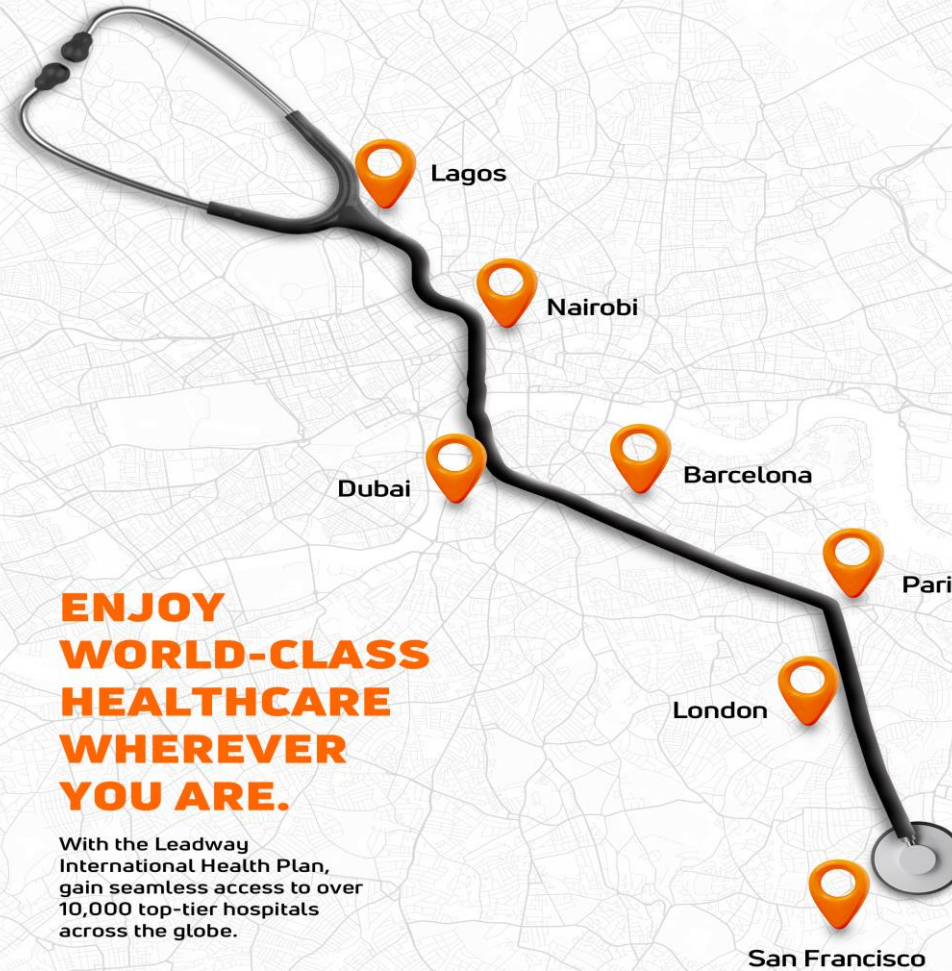 Lagos
Nairobi
Barcelona
Dubai
Pari
London
ENJOY
WORLD-CLASS
HEALTHCARE
WHEREVER
YOU ARE.
With the Leadway
International Health Plan,
gain seamless access to over
10,000 top-tier hospitals
across the globe.
San Francisco